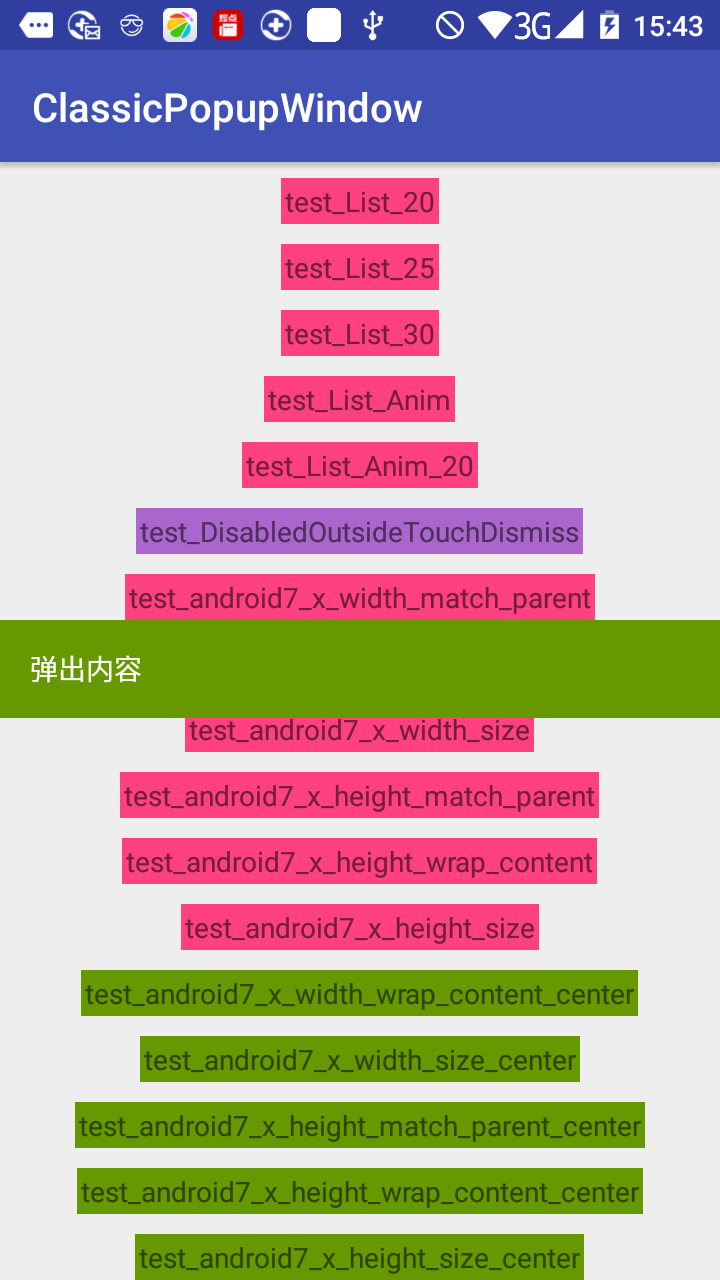 3G 15:43
ClassicPopupWindow
test_List_20
test_List_25
test_List_30
test_List_Anim
test_List_Anim_20
test_DisabledOutsideTouchDismiss
test_android7_x_width_match_parent
弹出内容
test_android7_x_width_size
test_android7_x_height_match_parent
test_android7_x_height_wrap_content
test_android7_x_height_size
test_android7_x_width_wrap_content_center
test_android7_x_width_size_center
test_android7_x_height_match_parent_center
test_android7_x_height_wrap_content_center
test_android7_x_height_size_center